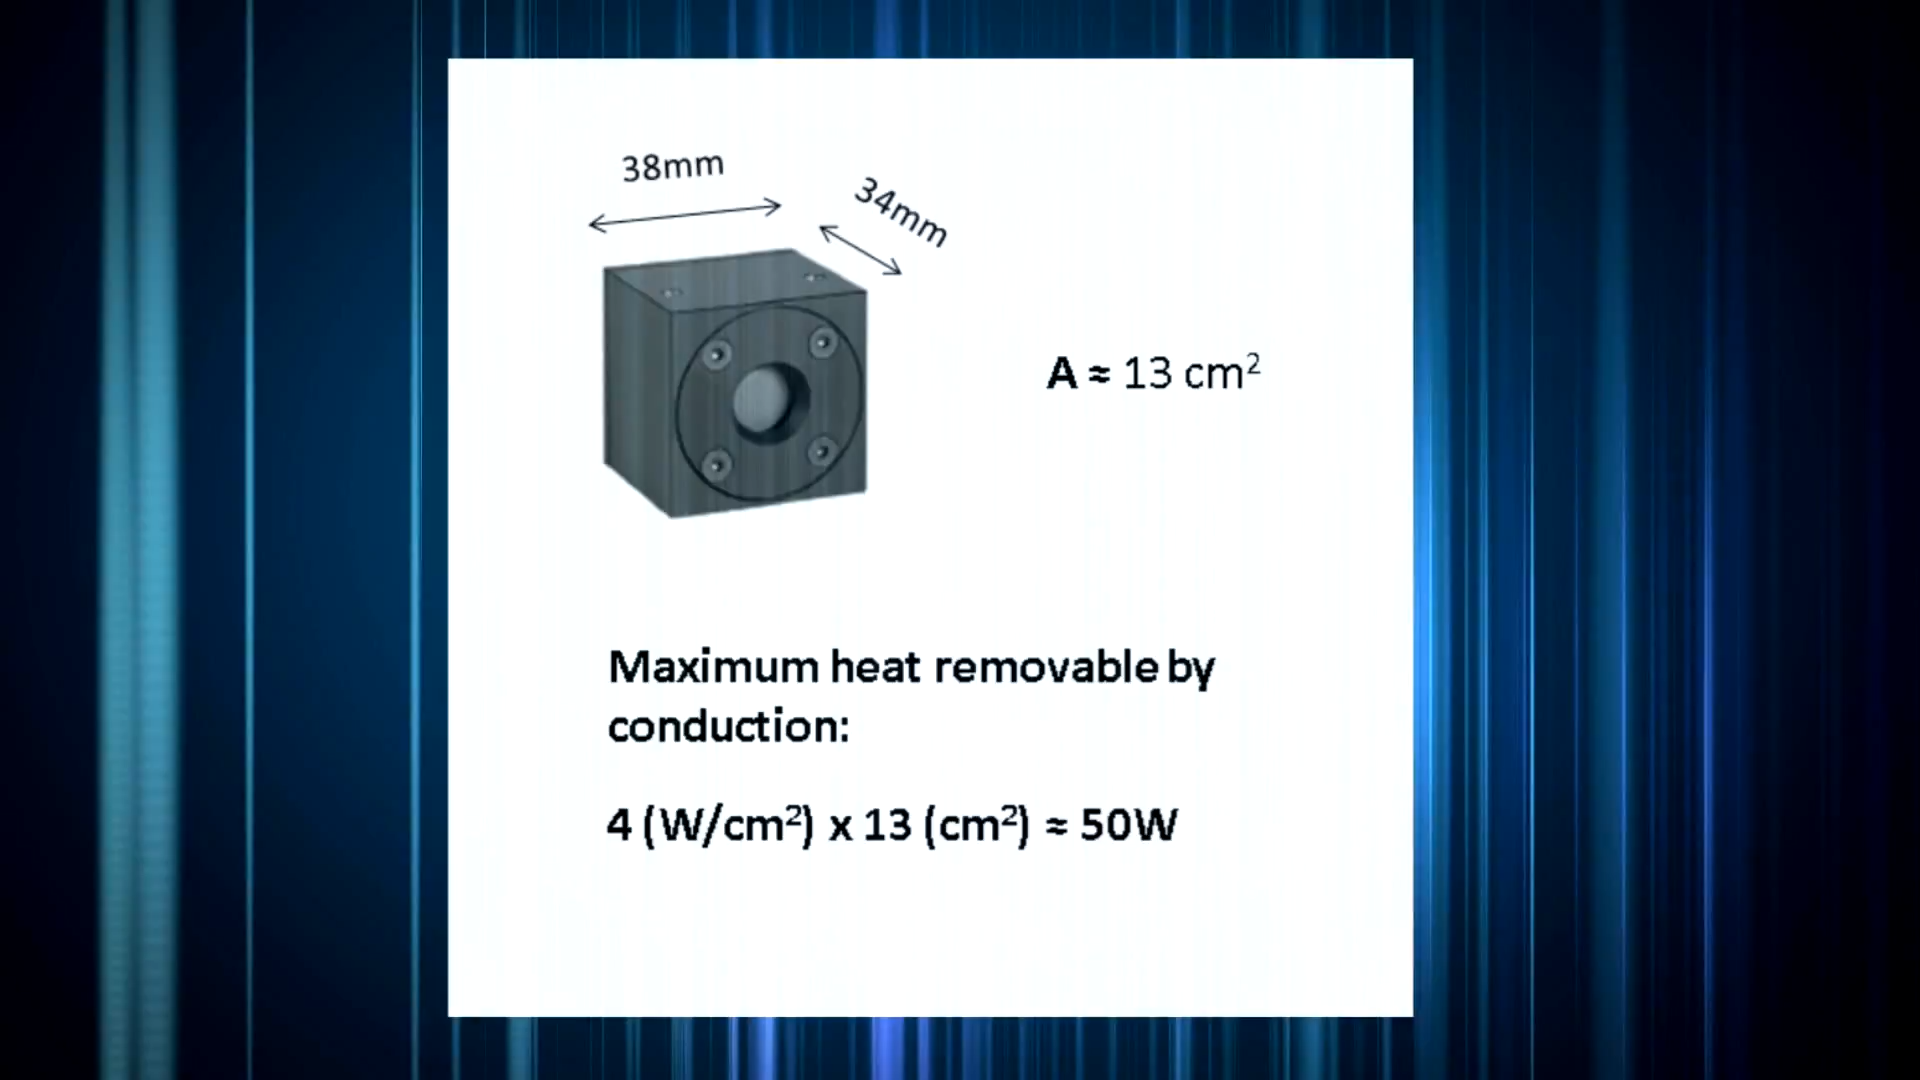 38mm
34mm
A ≈ 13 cm²
Maximum heat removable by
conduction:
4 (W/cm²) x 13 (cm²) ≈ 50W